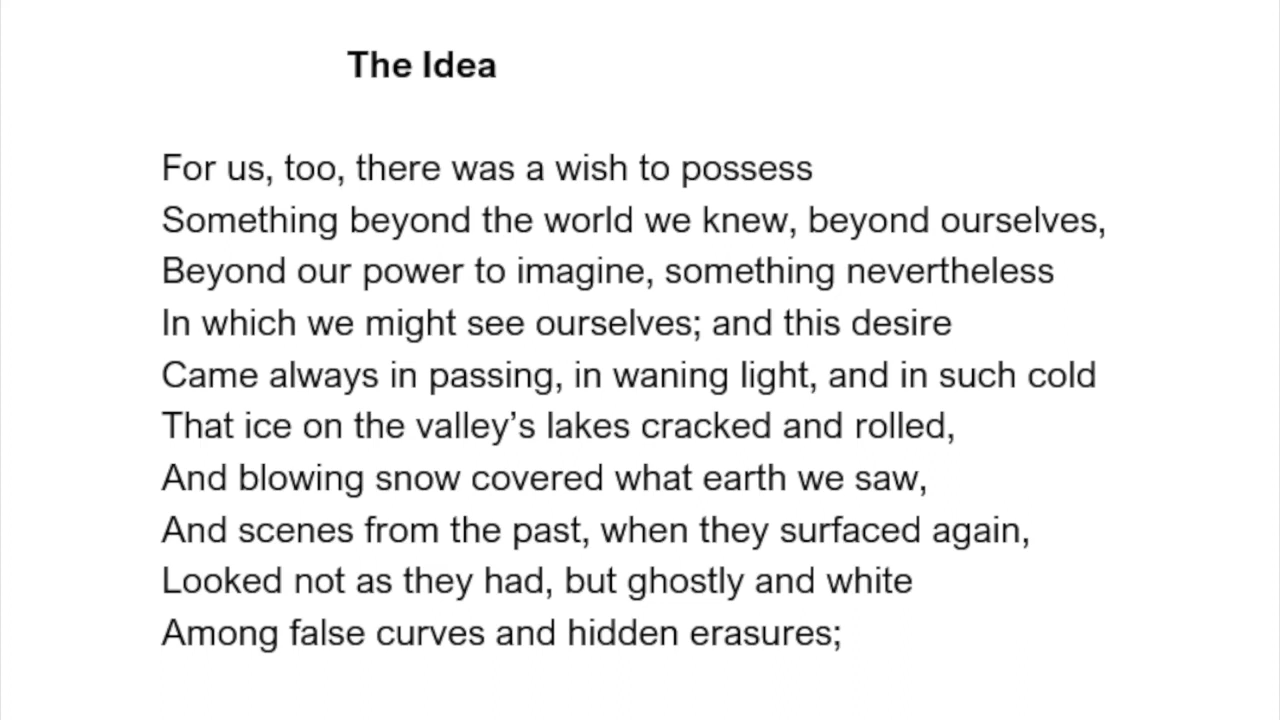 The Idea
For us, too, there was a wish to possess
Something beyond the world we knew, beyond ourselves,
Beyond our power to imagine, something nevertheless
In which we might see ourselves; and this desire
Came always in passing, in waning light, and in such cold
That ice on the valley’s lakes cracked and rolled,
And blowing snow covered what earth we saw,
And scenes from the past, when they surfaced again,
Looked not as they had, but ghostly and white
Among false curves and hidden erasures;